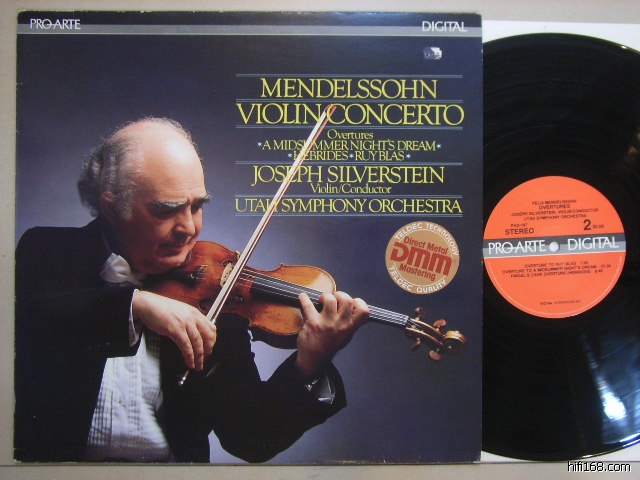 PRO-ARTE
DIGITAL
MENDELSSOHN
VIOLIN CONCERTO
Overtures
*A MIDSUMMER NIGHT'S DREAM*
*HEBRIDES*RUY BLAS*
JOSEPH SILVERSTEIN
Violin/Conductor
UTAH SYMPHONY ORCHESTRA
TELDEC TECHNOLOGY
Direct Metal
DMM
Mastering
TELDEC QUALITY
FELIX MENDELSSOHN
OVERTURES
JOSEPH SILVERSTEIN, VIOLIN/CONDUCTOR
UTAH SYMPHONY ORCHESTRA
STEREO
2
PRO-ARTE
DIGITAL
OVERTURE TO RUY BLAS
OVERTURE TO A MIDSUMMER NIGHT'S DREAM
FINGAL'S CAVE OVERTURE (HEBRIDES)
hifi168.com